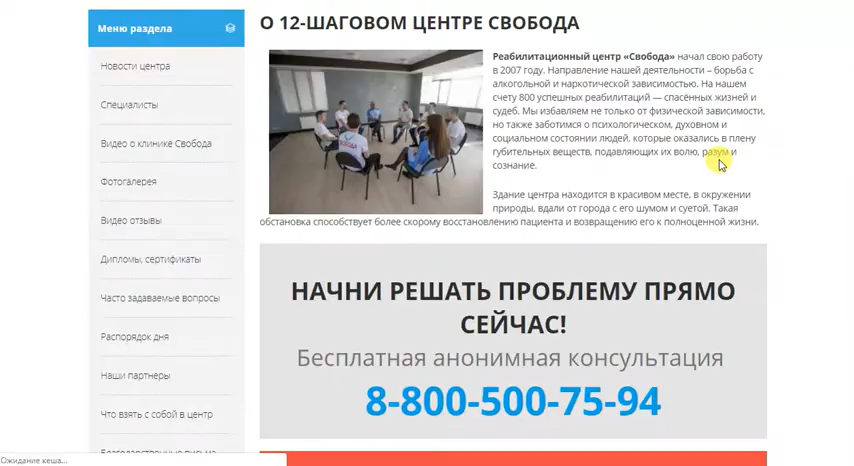 Меню раздела
Новости центра
Специалисты
Видео о клинике Свобода
Фотогалерея
Видео отзывы
Дипломы, сертификаты
Часто задаваемые вопросы
Распорядок дня
Наши партнеры
Что взять с собой в центр
Благодарственные письма
Ожидание кеша...
О 12-ШАГОВОМ ЦЕНТРЕ СВОБОДА
СВОБОДА
Реабилитационный центр «Свобода» начал свою работу
в 2007 году. Направление нашей деятельности – борьба с
алкогольной и наркотической зависимостью. На нашем
счету 800 успешных реабилитаций — спасённых жизней и
судеб. Мы избавляем не только от физической зависимости,
но также заботимся о психологическом, духовном и
социальном состоянии людей, которые оказались в плену
губительных веществ, подавляющих их волю, разум и
сознание.
Здание центра находится в красивом месте, в окружении
природы, вдали от города с его шумом и суетой. Такая
обстановка способствует более скорому восстановлению пациента и возвращению его к полноценной жизни.
НАЧНИ РЕШАТЬ ПРОБЛЕМУ ПРЯМО
СЕЙЧАС!
Бесплатная анонимная консультация
8-800-500-75-94